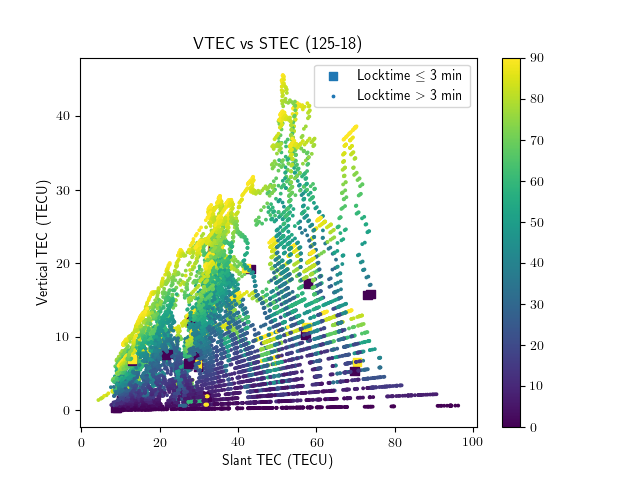 VTEC vs STEC (125-18)
Locktime ≤ 3 min
Locktime > 3 min
Vertical TEC (TECU)
40
30
20
10
0
0 20 40 60 80 100
Slant TEC (TECU)
90
80
70
60
50
40
30
20
10
0